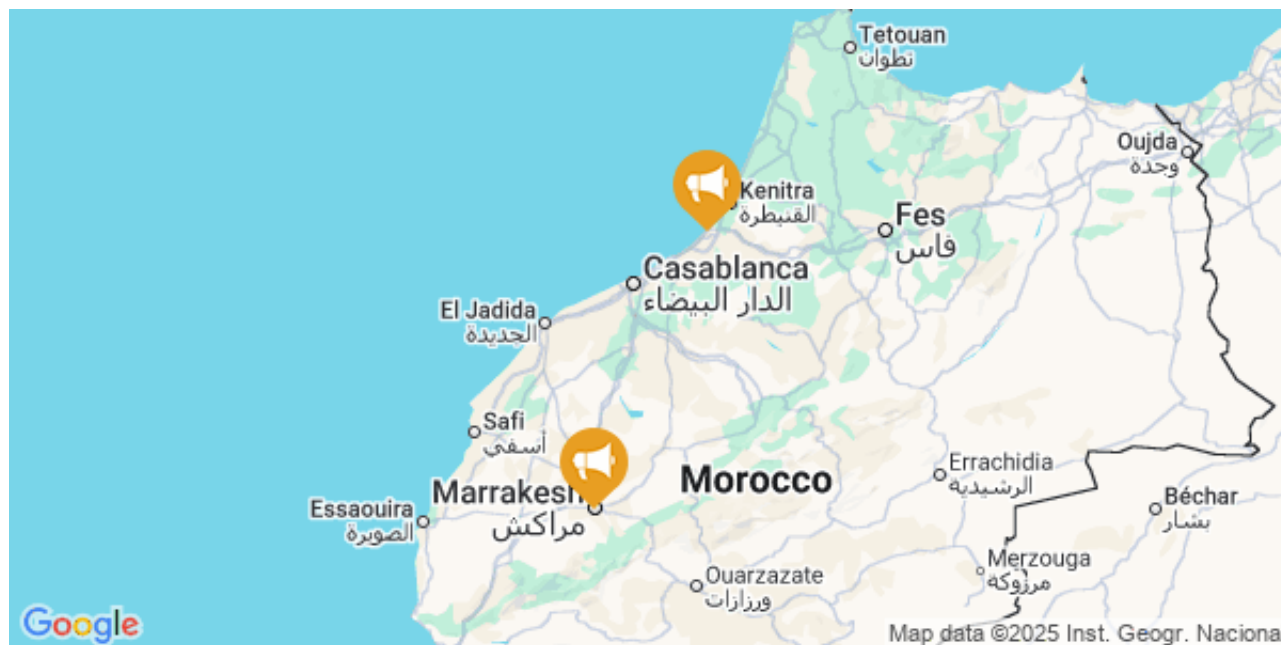 Tetouan
تطوان
Oujda
وجدة
Kenitra
القنيطرة
Fes
فاس
Casablanca
الدار البيضاء
El Jadida
الجديدة
Safi
أسفي
Errachidia
الرشيدية
Morocco
Marrakesh
مراكش
Béchar
بشار
Essaouira
الصويرة
Merzouga
مرزوكة
Ouarzazate
ورزازات
Google
Map data ©2025 Inst. Geogr. Naciona